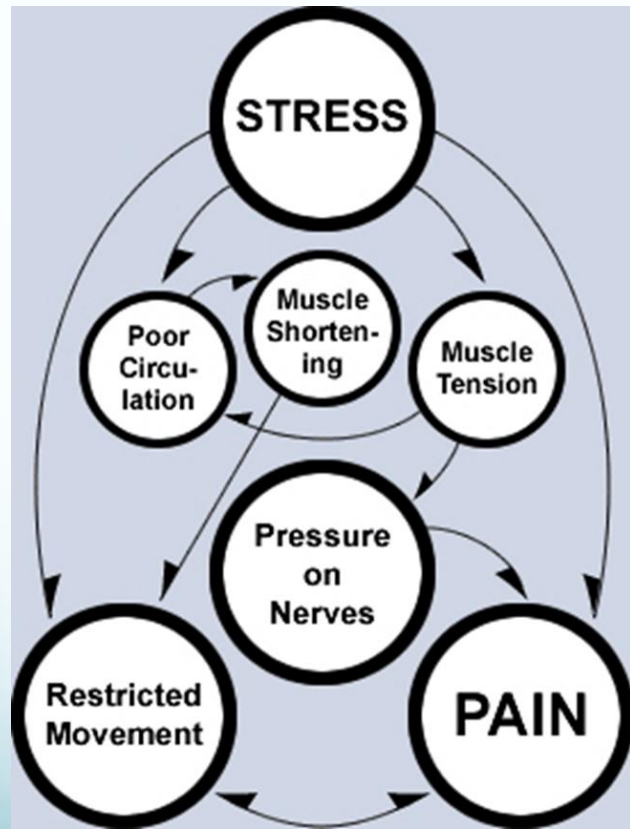 STRESS
Poor
Circu-
lation
Muscle
Shorten-
ing
Muscle
Tension
Pressure
on
Nerves
Restricted
Movement
PAIN